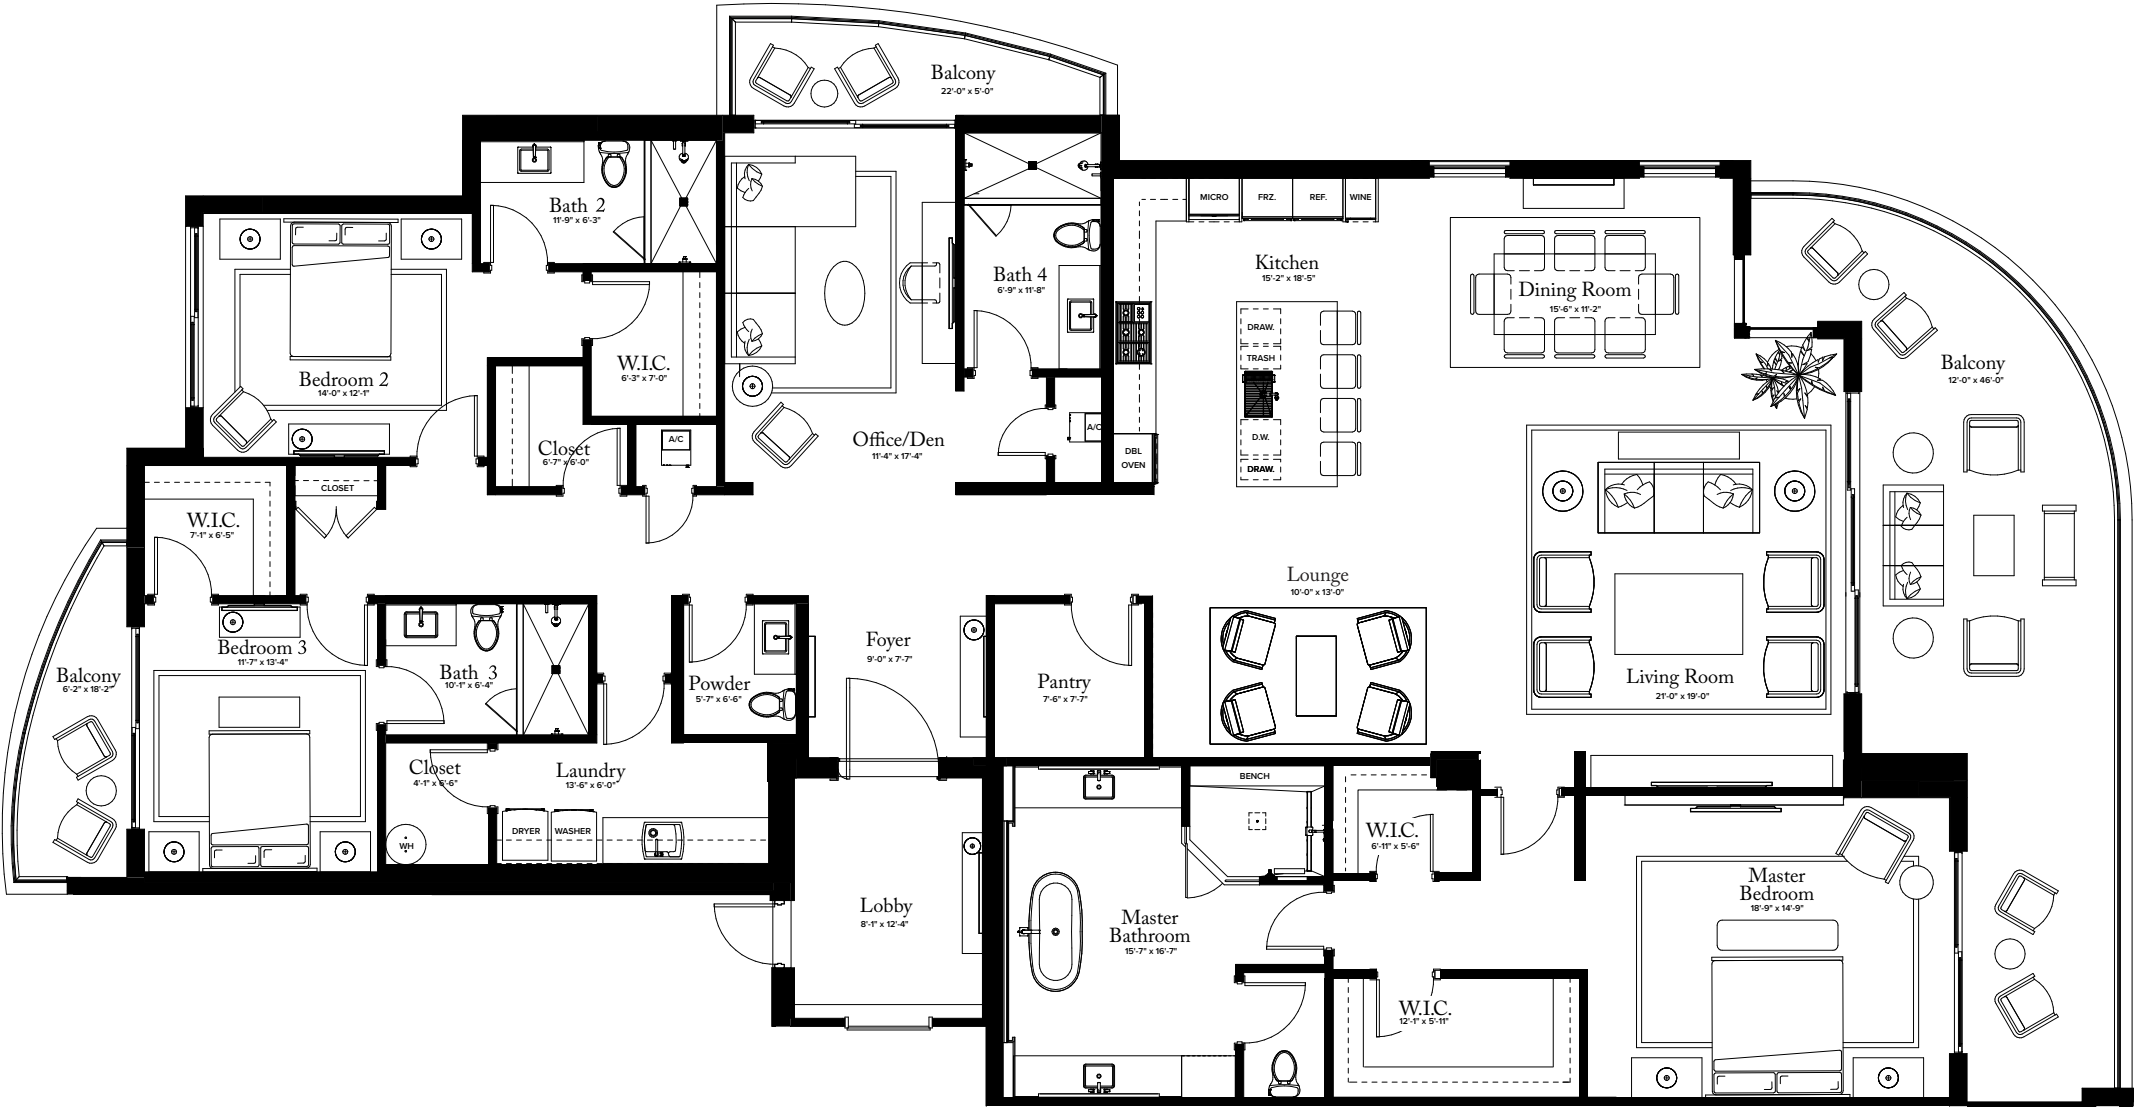 Balcony
22'-0" x 5'-0"
Bath 2
11'-9" x 6'-3"
MICRO
FRZ.
REF.
WINE
Kitchen
15'-2" x 18'-5"
Bath 4
6'-9" x 11'-8"
Dining Room
15'-6" x 11'-2"
DRAW.
TRASH
D.W.
DRAW.
DBL
OVEN
Balcony
12'-0" x 46'-0"
Bedroom 2
14'-0" x 12'-1"
W.I.C.
6'-3" x 7'-0"
Closet
6'-7" x 6'-0"
A/C
Office/Den
11'-4" x 17'-4"
A/C
CLOSET
W.I.C.
7'-1" x 6'-5"
Lounge
10'-0" x 13'-0"
Bedroom 3
11'-7" x 13'-4"
Balcony
6'-2" x 18'-2"
Bath 3
10'-1" x 6'-4"
Powder
5'-7" x 6'-6"
Foyer
9'-0" x 7'-7"
Pantry
7'-6" x 7'-7"
Living Room
21'-0" x 19'-0"
Closet
4'-1" x 6'-6"
Laundry
13'-6" x 6'-0"
DRYER
WASHER
WH
BENCH
W.I.C.
6'-11" x 5'-6"
Lobby
8'-1" x 12'-4"
Master
Bathroom
15'-7" x 16'-7"
Master
Bedroom
18'-9" x 14'-9"
W.I.C.
12'-1" x 5'-11"